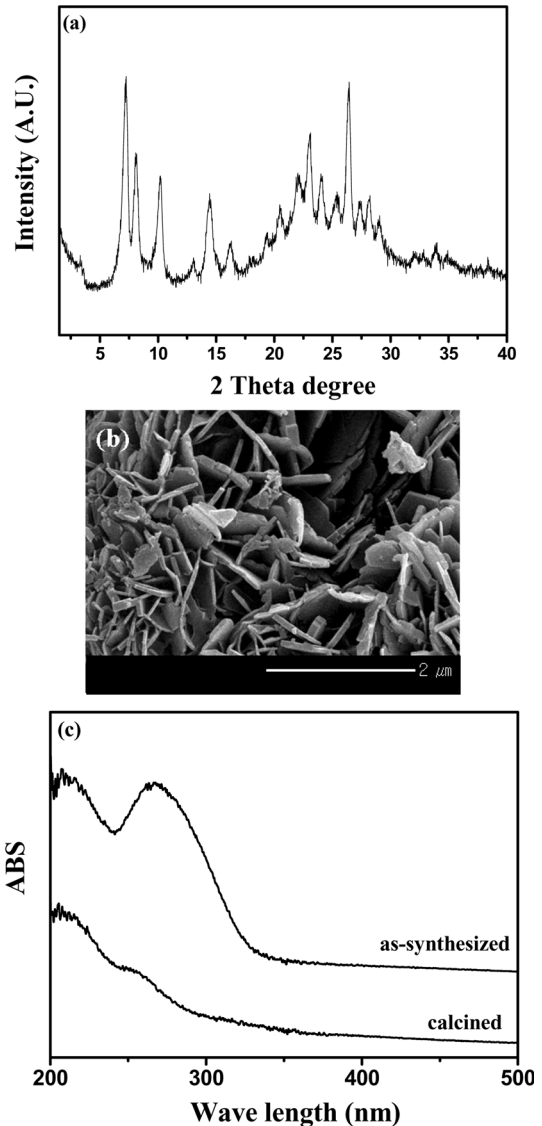 (a)
Intensity (A.U.)
5 10 15 20 25 30 35 40
2 Theta degree
(b)
2 μm
(c)
ABS
as-synthesized
calcined
200 300 400 500
Wave length (nm)